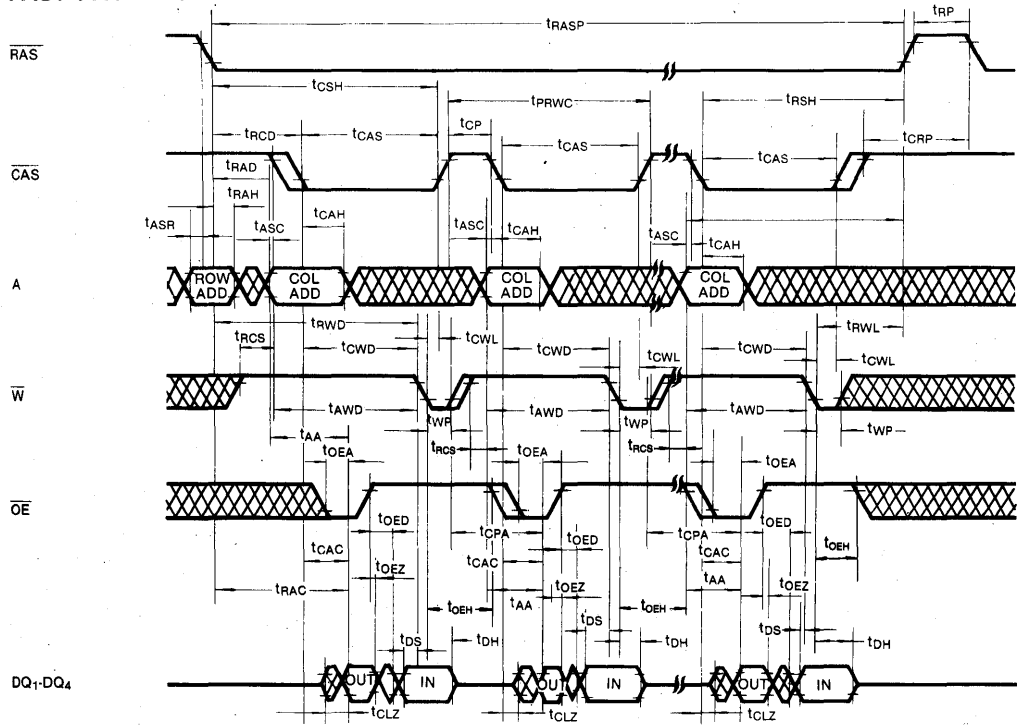 tRASP
tRP
RAS
tCSH
tPRWC
tRSH
tRCD
tCAS
tCP
tCAS
tCRP
CAS
tRAD
tCAS
tRAH
tASR
tASC
tCAH
tASC
tCAH
tASC
tCAH
A
ROW ADD
COL ADD
COL ADD
COL ADD
tRWD
tRWL
tRCS
tCWD
tCWL
tCWD
tCWL
tCWD
tCWL
W
tAWD
tWP
tAWD
tWP
tAWD
tWP
tAA
tRCS
tRCS
tOEA
tOEA
tOEA
OE
tOED
tCPA
tOED
tCPA
tOED
tCAC
tCAC
tCAC
tOEH
tOEZ
tRAC
tOEH
tAA
tOEZ
tOEH
tAA
tOEZ
tDS
tDH
tDS
tDH
tDS
tDH
DQ1-DQ4
OUT
IN
OUT
IN
OUT
IN
tCLZ
tCLZ
tCLZ